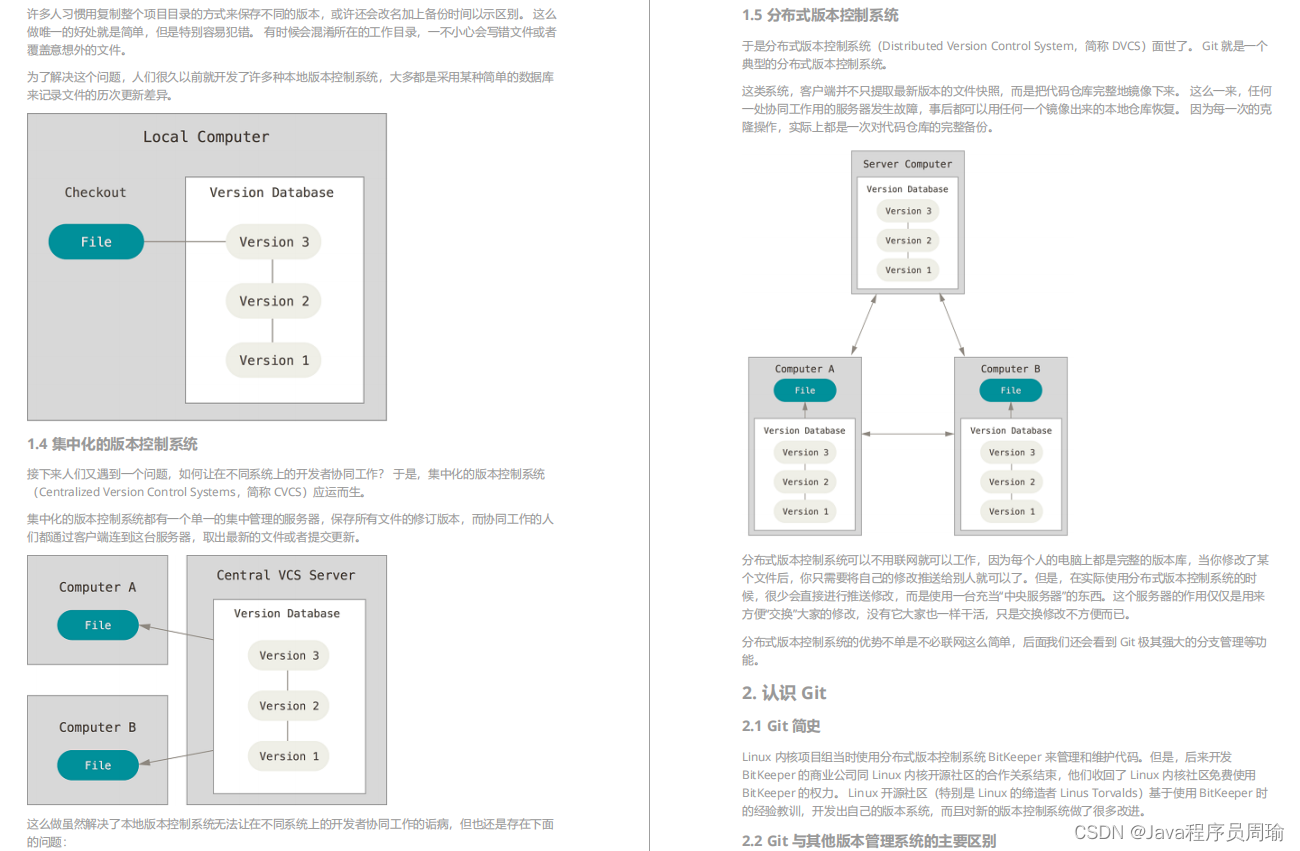 许多人习惯用复制整个项目目录的方式来保存不同的版本，或许还会改名加上备份时间以示区别。 这么
做唯一的好处就是简单，但是特别容易犯错。 有时候会混淆所在的工作目录，一不小心会写错文件或者
覆盖意想外的文件。
为了解决这个问题，人们很久以前就开发了许多种本地版本控制系统，大多都是采用某种简单的数据库
来记录文件的历次更新差异。
Local Computer
Checkout
File
Version Database
Version 3
Version 2
Version 1
1.4 集中化的版本控制系统
接下来人们又遇到一个问题，如何让在不同系统上的开发者协同工作？ 于是，集中化的版本控制系统
（Centralized Version Control Systems，简称 CVCS）应运而生。
集中化的版本控制系统都有一个单一的集中管理的服务器，保存所有文件的修订版本，而协同工作的人
们都通过客户端连到这台服务器，取出最新的文件或者提交更新。
Computer A
File
Computer B
File
Central VCS Server
Version Database
Version 3
Version 2
Version 1
这么做虽然解决了本地版本控制系统无法让在不同系统上的开发者协同工作的诟病，但也还是存在下面
的问题：
1.5 分布式版本控制系统
于是分布式版本控制系统（Distributed Version Control System，简称 DVCS）面世了。 Git 就是一个
典型的分布式版本控制系统。
这类系统，客户端并不只提取最新版本的文件快照，而是把代码仓库完整地镜像下来。 这么一来，任何
一处协同工作用的服务器发生故障，事后都可以用任何一个镜像出来的本地仓库恢复。 因为每一次的克
隆操作，实际上都是一次对代码仓库的完整备份。
Server Computer
Version Database
Version 3
Version 2
Version 1
Computer A
File
Version Database
Version 3
Version 2
Version 1
Computer B
File
Version Database
Version 3
Version 2
Version 1
分布式版本控制系统可以不用联网就可以工作，因为每个人的电脑上都是完整的版本库，当你修改了某
个文件后，你只需要将自己的修改推送给别人就可以了。但是，在实际使用分布式版本控制系统的时
候，很少会直接进行推送修改，而是使用一台充当“中央服务器”的东西。这个服务器的作用仅仅是用来
方便“交换”大家的修改，没有它大家也一样干活，只是交换修改不方便而已。
分布式版本控制系统的优势不单是不必联网这么简单，后面我们还会看到 Git 极其强大的分支管理等功
能。
2. 认识 Git
2.1 Git 简史
Linux 内核项目组当时使用分布式版本控制系统 BitKeeper 来管理和维护代码。但是，后来开发
BitKeeper 的商业公司同 Linux 内核开源社区的合作关系结束，他们收回了 Linux 内核社区免费使用
BitKeeper 的权力。 Linux 开源社区（特别是 Linux 的缔造者 Linus Torvalds）基于使用 BitKeeper 时
的经验教训，开发出自己的版本系统，而且对新的版本控制系统做了很多改进。
2.2 Git 与其他版本管理系统的主要区别
CSDN @Java程序员周瑜